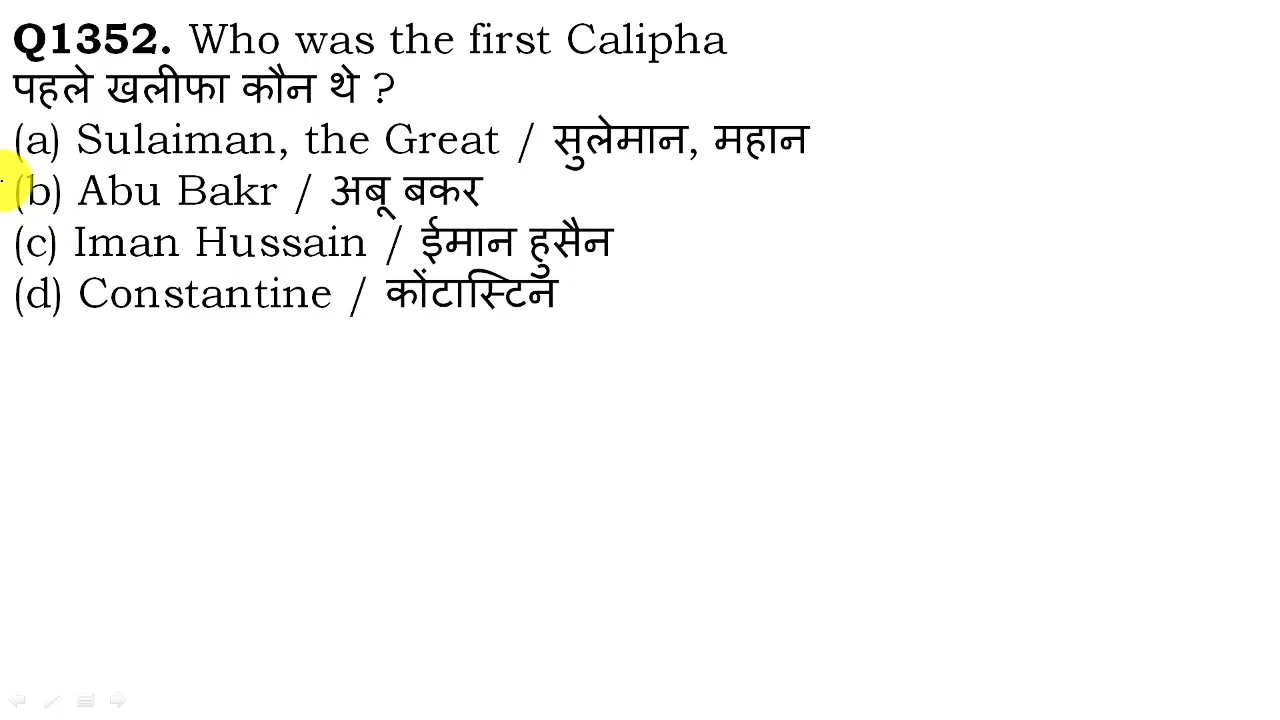 Q1352. Who was the first Calipha
पहले खलीफा कौन थे ?
(a) Sulaiman, the Great / सुलेमान, महान
(b) Abu Bakr / अबू बकर
(c) Iman Hussain / ईमान हुसैन
(d) Constantine / कोंटास्टिन